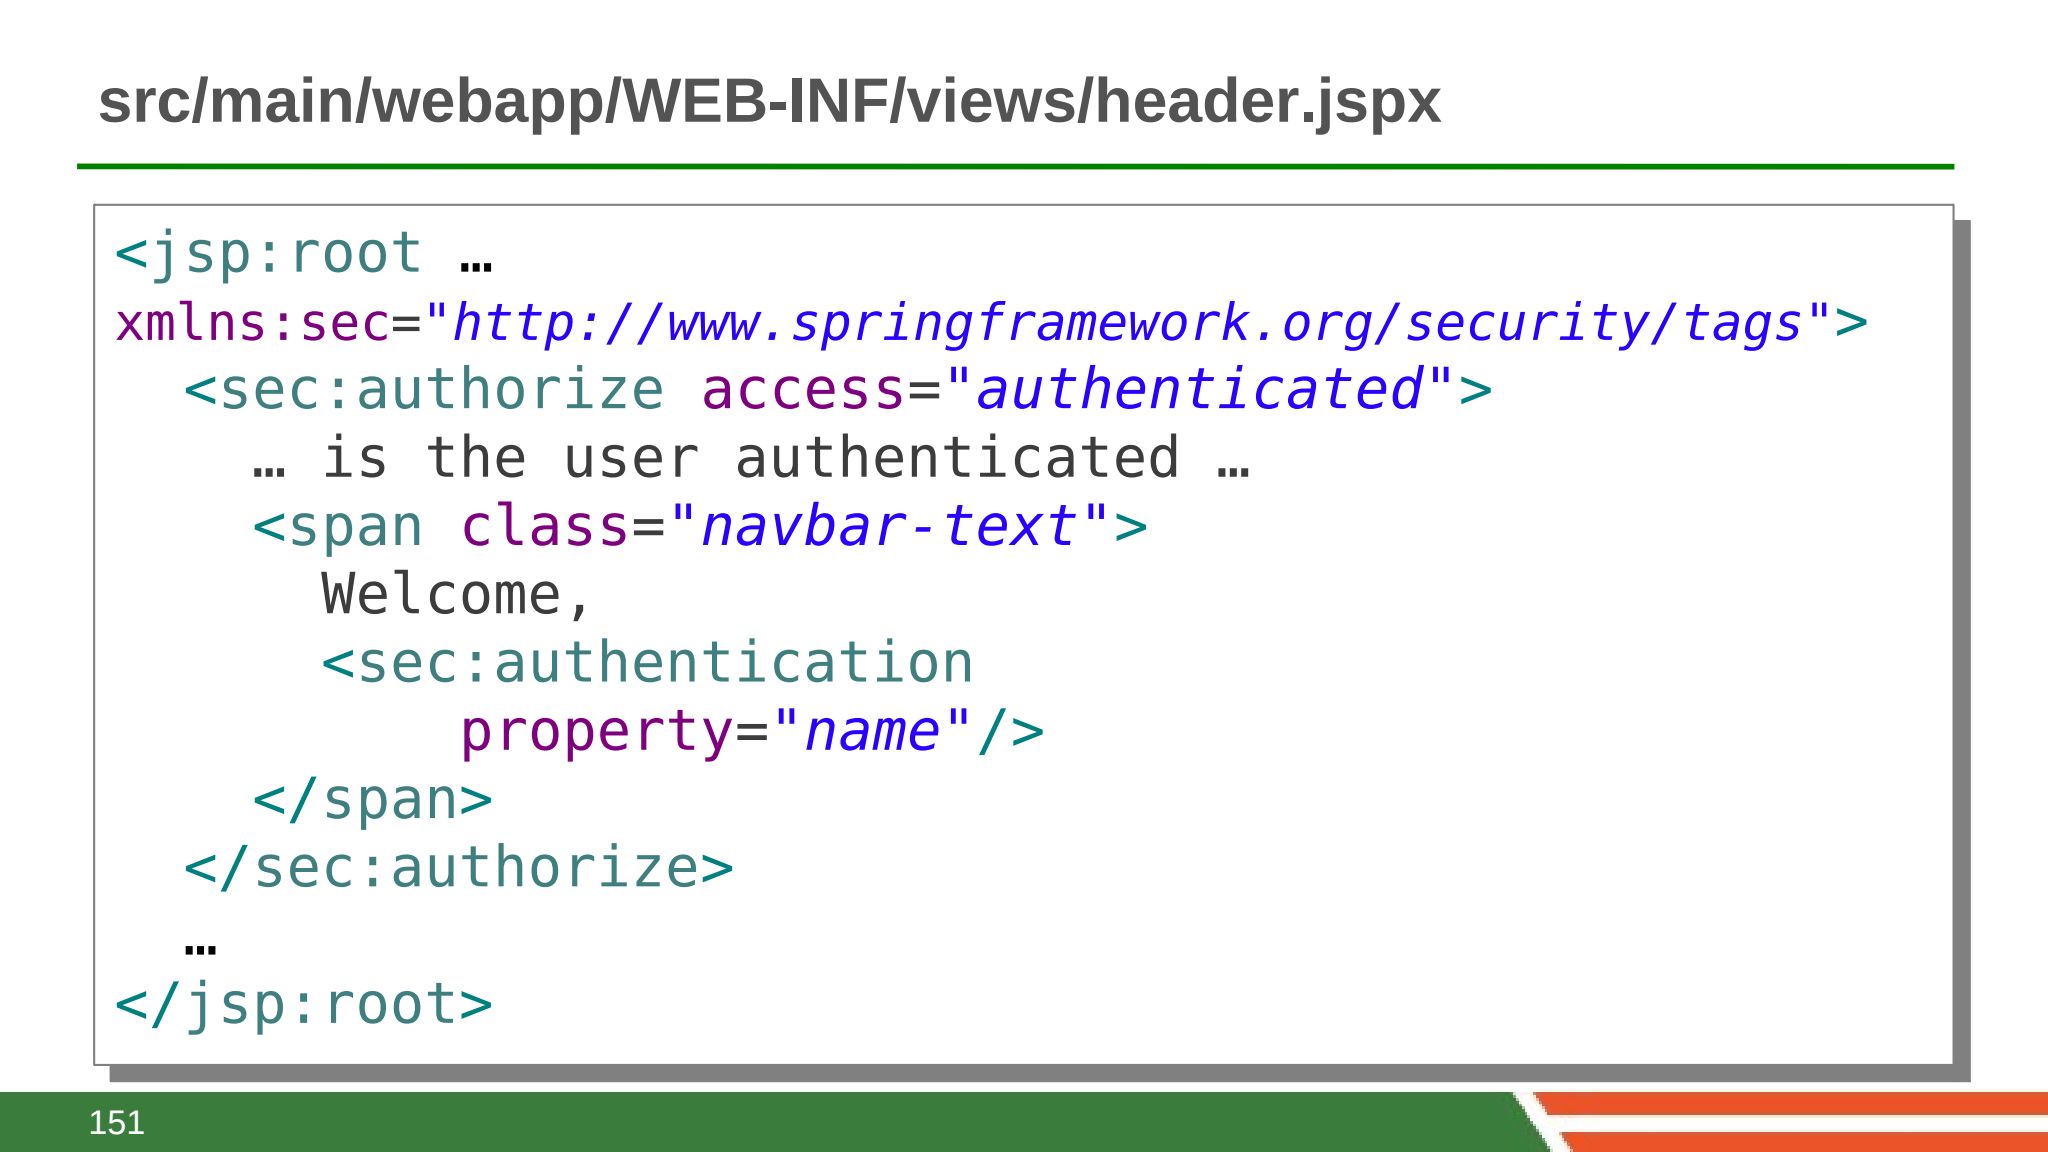 src/main/webapp/WEB-INF/views/header.jspx
<jsp:root …
xmlns:sec="http://www.springframework.org/security/tags">
  <sec:authorize access="authenticated">
    … is the user authenticated …
    <span class="navbar-text">
      Welcome,
      <sec:authentication
          property="name"/>
    </span>
  </sec:authorize>
  …
</jsp:root>
151